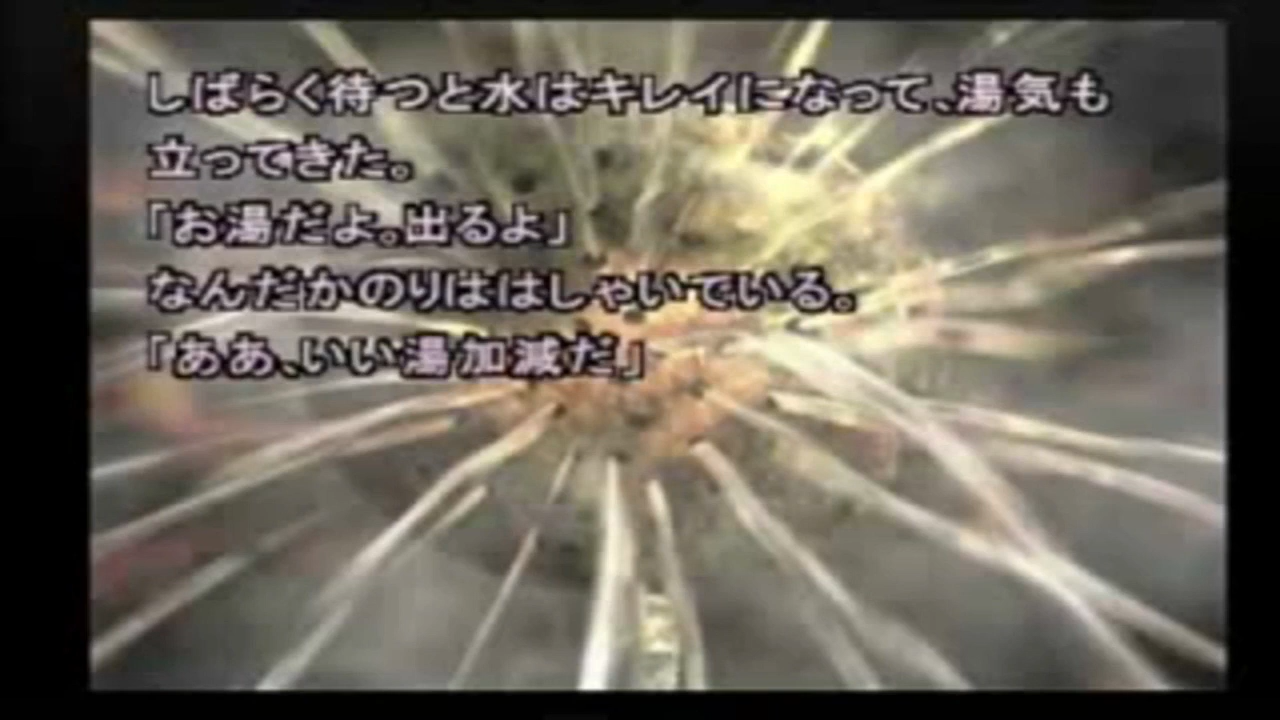 しばらく待つと水はキレイになって、湯気も
立ってきた。
「お湯だよ。出るよ」
なんだかのりははしゃいでいる。
「ああ、いい湯加減だ」